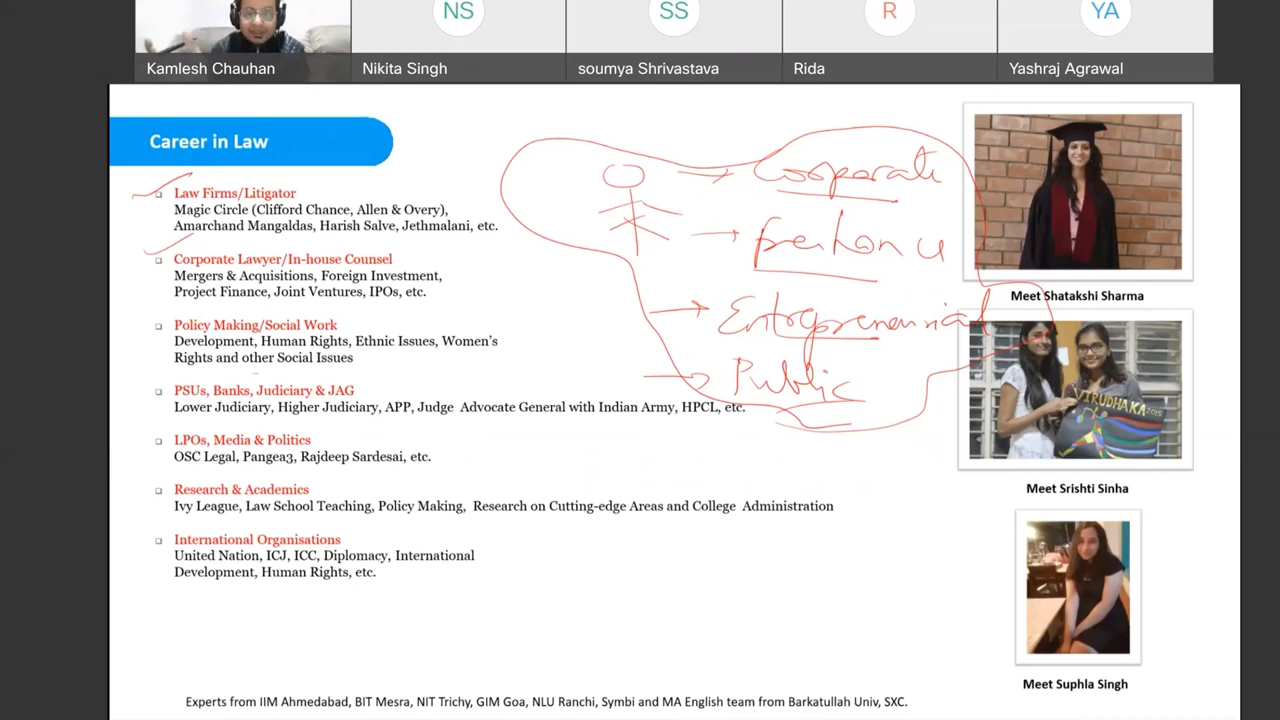 NS
SS
R
YA
Kamlesh Chauhan
Nikita Singh
soumya Shrivastava
Rida
Yashraj Agrawal
Career in Law
Law Firms/Litigator
Magic Circle (Clifford Chance, Allen & Overy),
Amarchand Mangaldas, Harish Salve, Jethmalani, etc.
Corporate Lawyer/In-house Counsel
Mergers & Acquisitions, Foreign Investment,
Project Finance, Joint Ventures, IPOs, etc.
Policy Making/Social Work
Development, Human Rights, Ethnic Issues, Women's
Rights and other Social Issues
PSUs, Banks, Judiciary & JAG
Lower Judiciary, Higher Judiciary, APP, Judge Advocate General with Indian Army, HPCL, etc.
LPOs, Media & Politics
OSC Legal, Pangea3, Rajdeep Sardesai, etc.
Research & Academics
Ivy League, Law School Teaching, Policy Making, Research on Cutting-edge Areas and College Administration
International Organisations
United Nation, ICJ, ICC, Diplomacy, International
Development, Human Rights, etc.
Corporate
Entrepreneurial
Public
Meet Shatakshi Sharma
VIRUDHAKA 2015
Meet Srishti Sinha
Meet Suphla Singh
Experts from IIM Ahmedabad, BIT Mesra, NIT Trichy, GIM Goa, NLU Ranchi, Symbi and MA English team from Barkatullah Univ, SXC.